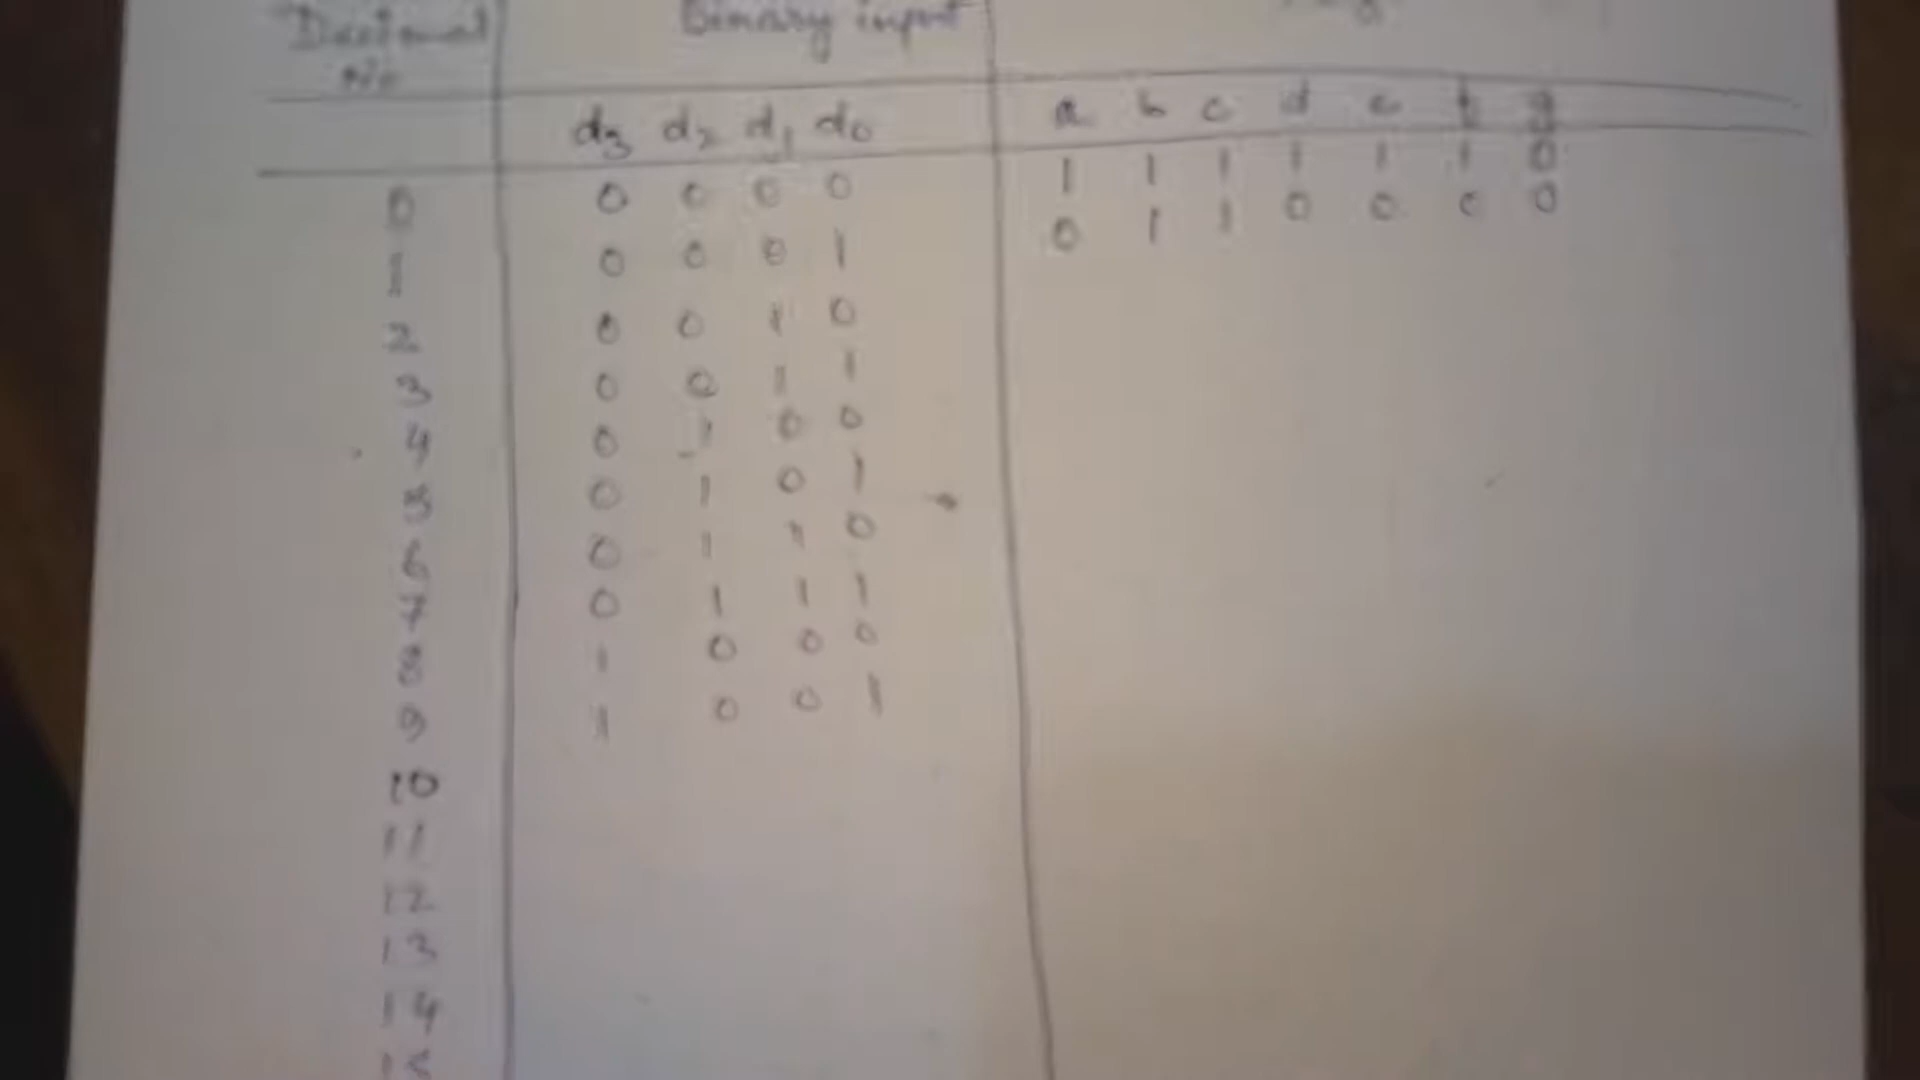 Decimal Binary input
No
d3 d2 d1 d0 a b c d e f g
0 0 0 0 0 1 1 1 1 1 1 0
1 0 0 0 1 0 1 1 0 0 0 0
2 0 0 1 0
3 0 0 1 1
4 0 1 0 0
5 0 1 0 1
6 0 1 1 0
7 0 1 1 1
8 1 0 0 0
9 1 0 0 1
10
11
12
13
14
15